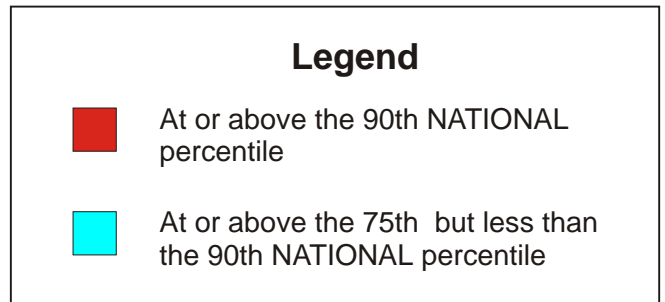 Legend
At or above the 90th NATIONAL
percentile
At or above the 75th  but less than
the 90th NATIONAL percentile